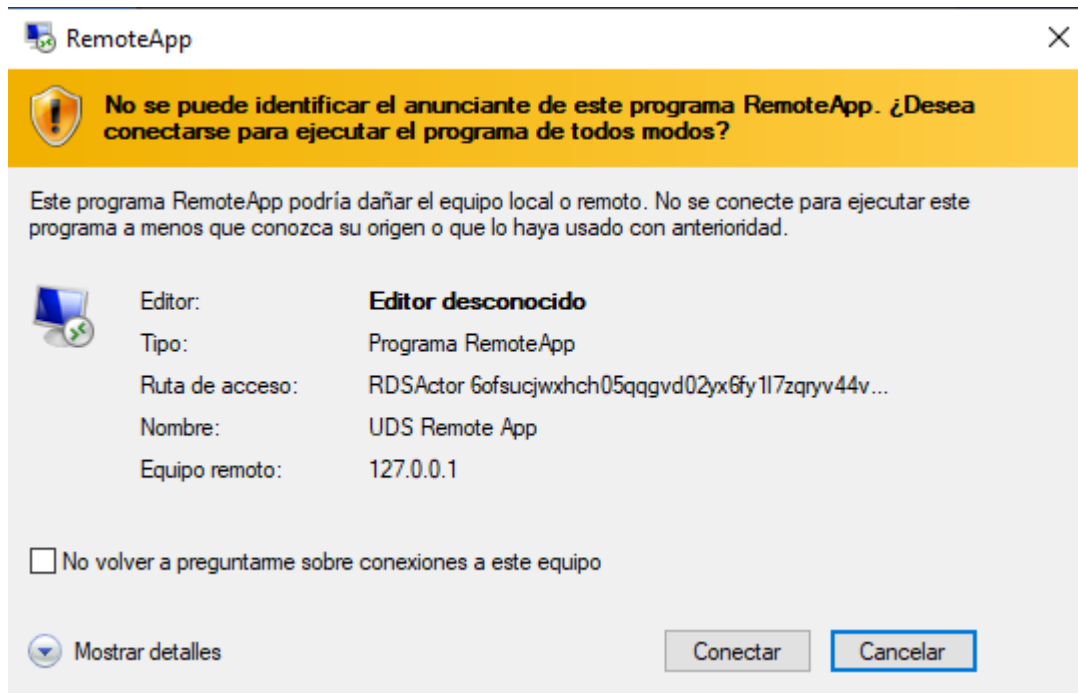 RemoteApp
No se puede identificar el anunciante de este programa RemoteApp. ¿Desea
conectarse para ejecutar el programa de todos modos?
Este programa RemoteApp podría dañar el equipo local o remoto. No se conecte para ejecutar este
programa a menos que conozca su origen o que lo haya usado con anterioridad.
Editor: Editor desconocido
Tipo: Programa RemoteApp
Ruta de acceso: RDSActor 6ofsucjwxhch05qqgvd02yx6fy1l7zqryv44v...
Nombre: UDS Remote App
Equipo remoto: 127.0.0.1
No volver a preguntarme sobre conexiones a este equipo
Mostrar detalles Conectar Cancelar